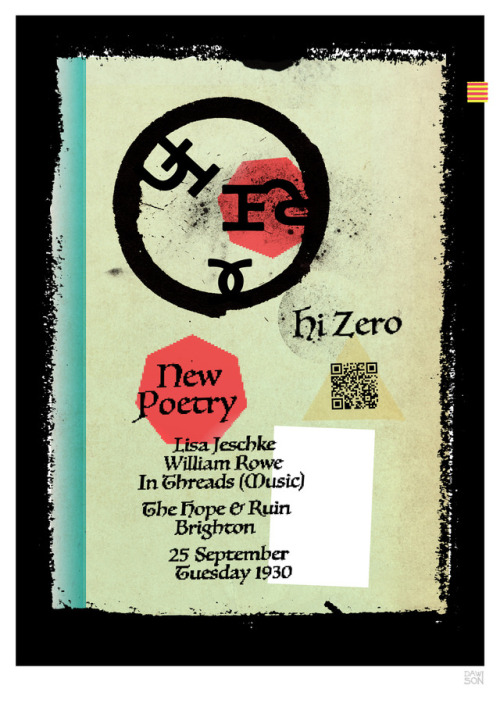 Hi Zero
New
Poetry
Lisa Jeschke
William Rowe
In Threads (Music)
The Hope & Ruin
Brighton
25 September
Tuesday 1930
DAW
SON